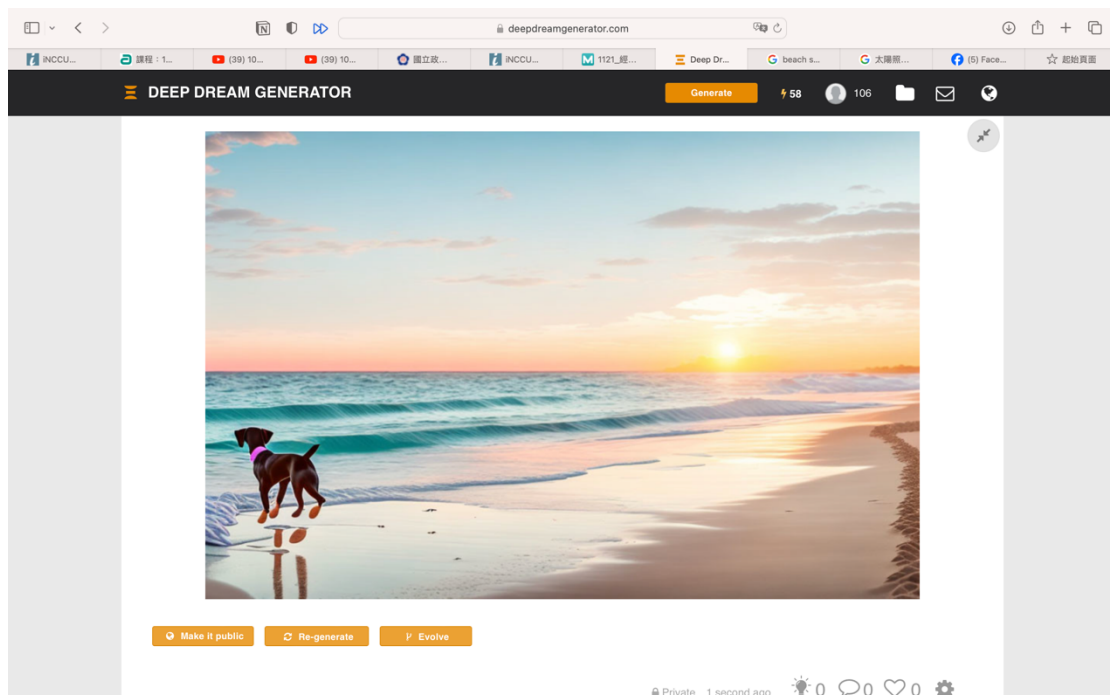 deepdreamgenerator.com
iNCCU...
課程：1...
(39) 10...
(39) 10...
國立政...
iNCCU...
1121_經...
Deep Dr...
beach s...
太陽照...
(5) Face...
起始頁面
DEEP DREAM GENERATOR
Generate
58
106
Make it public
Re-generate
Evolve
Private 1 second ago 0 0 0